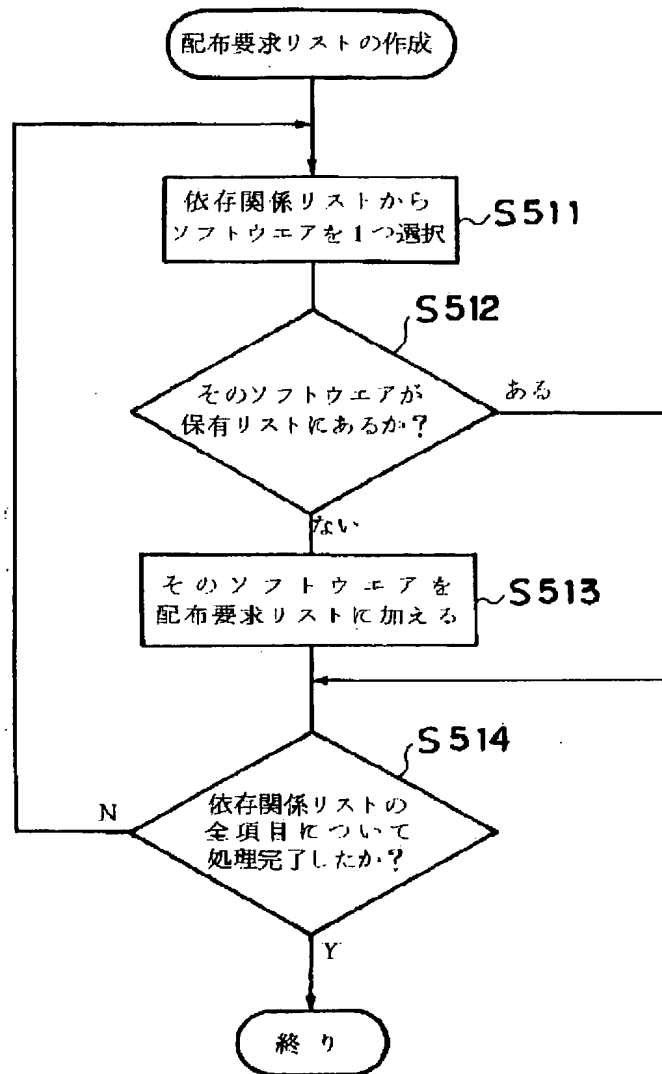 配布要求リストの作成
依存関係リストから
ソフトウエアを1つ選択
S511
S512
そのソフトウエアが
保有リストにあるか?
ある
ない
そのソフトウエアを
配布要求リストに加える
S513
S514
依存関係リストの
全項目について
処理完了したか?
N
Y
終り